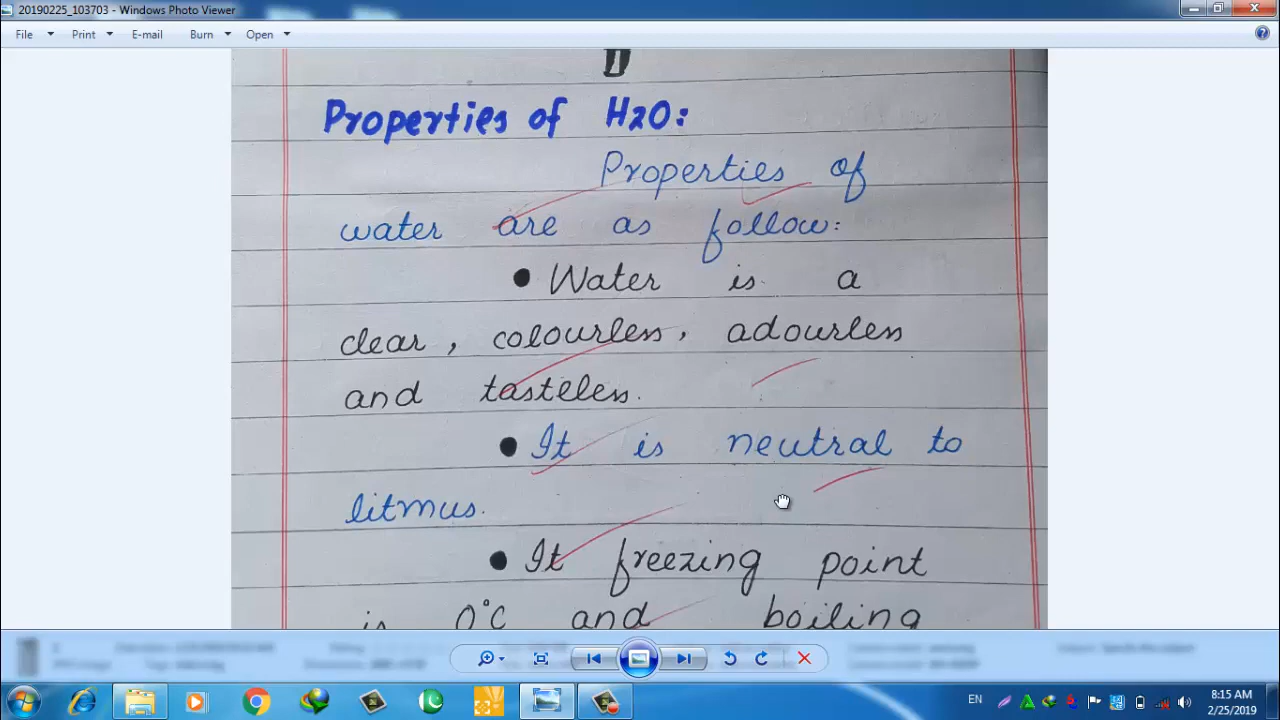 20190225_103703 - Windows Photo Viewer
File Print E-mail Burn Open
Properties of H2O:
Properties of
water are as follow:
• Water is a
clear, colourless, adourless
and tasteless.
• It is neutral to
litmus.
• It freezing point
is 0°C and boiling
EN
8:15 AM
2/25/2019